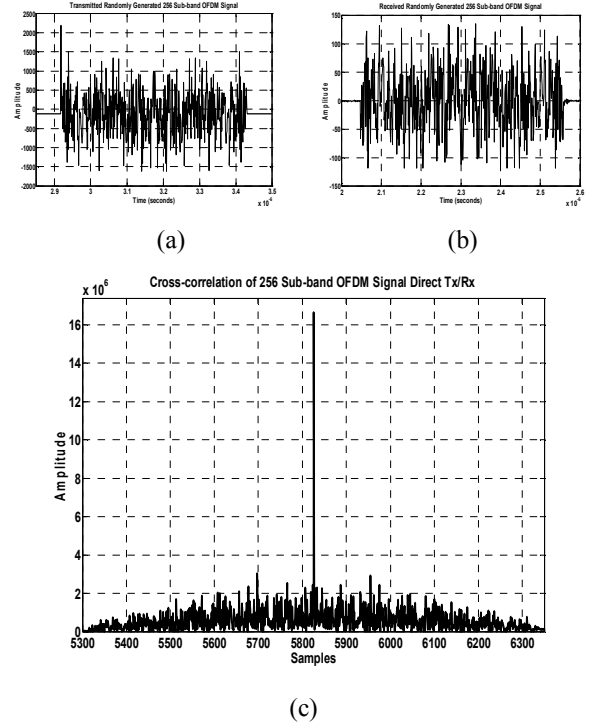 Transmitted Randomly Generated 256 Sub-band OFDM Signal
2500
2000
1500
1000
500
0
-500
-1000
-1500
-2000
Amplitude
2.9 3 3.1 3.2 3.3 3.4 3.5
Time (seconds)
x 10^4
(a)
Received Randomly Generated 256 Sub-band OFDM Signal
150
100
50
0
-50
-100
-150
Amplitude
2 2.1 2.2 2.3 2.4 2.5 2.6
Time (seconds)
x 10^4
(b)
Cross-correlation of 256 Sub-band OFDM Signal Direct Tx/Rx
x 10^6
16
14
12
10
8
6
4
2
0
Amplitude
5300 5400 5500 5600 5700 5800 5900 6000 6100 6200 6300
Samples
(c)